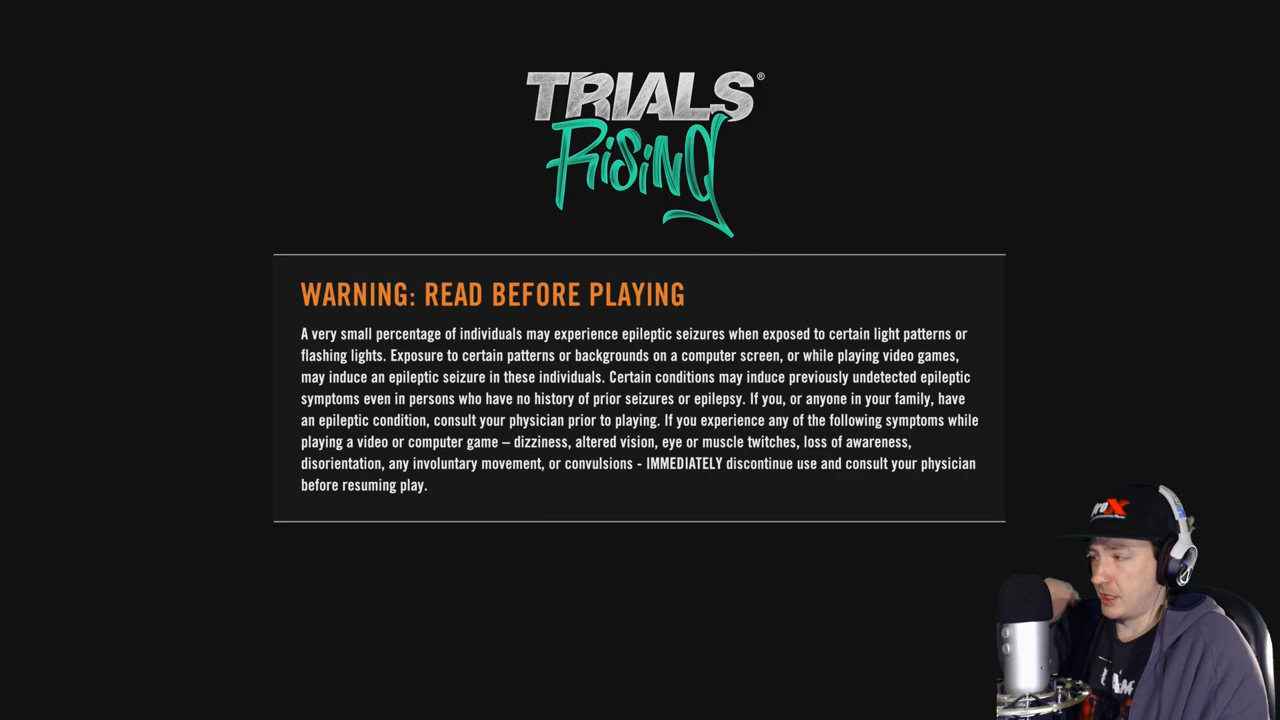 TRIALS®
Rising
WARNING: READ BEFORE PLAYING
A very small percentage of individuals may experience epileptic seizures when exposed to certain light patterns or
flashing lights. Exposure to certain patterns or backgrounds on a computer screen, or while playing video games,
may induce an epileptic seizure in these individuals. Certain conditions may induce previously undetected epileptic
symptoms even in persons who have no history of prior seizures or epilepsy. If you, or anyone in your family, have
an epileptic condition, consult your physician prior to playing. If you experience any of the following symptoms while
playing a video or computer game – dizziness, altered vision, eye or muscle twitches, loss of awareness,
disorientation, any involuntary movement, or convulsions - IMMEDIATELY discontinue use and consult your physician
before resuming play.
ProX